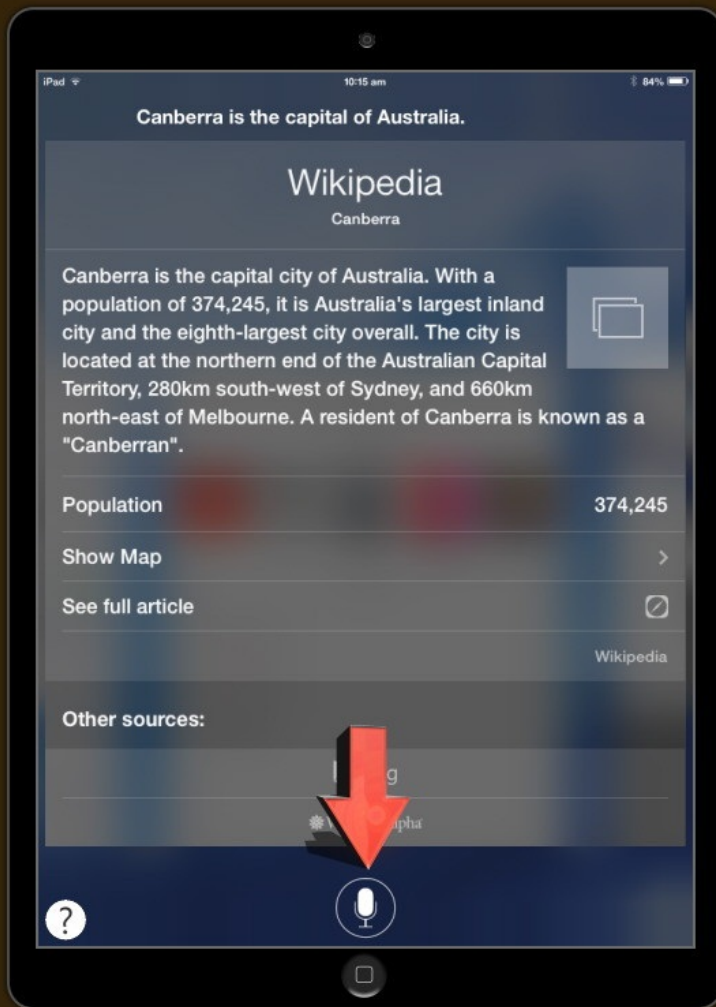 iPad 10:15 am 84%
Canberra is the capital of Australia.
Wikipedia
Canberra
Canberra is the capital city of Australia. With a
population of 374,245, it is Australia's largest inland
city and the eighth-largest city overall. The city is
located at the northern end of the Australian Capital
Territory, 280km south-west of Sydney, and 660km
north-east of Melbourne. A resident of Canberra is known as a
"Canberran".
Population 374,245
Show Map >
See full article
Wikipedia
Other sources:
?